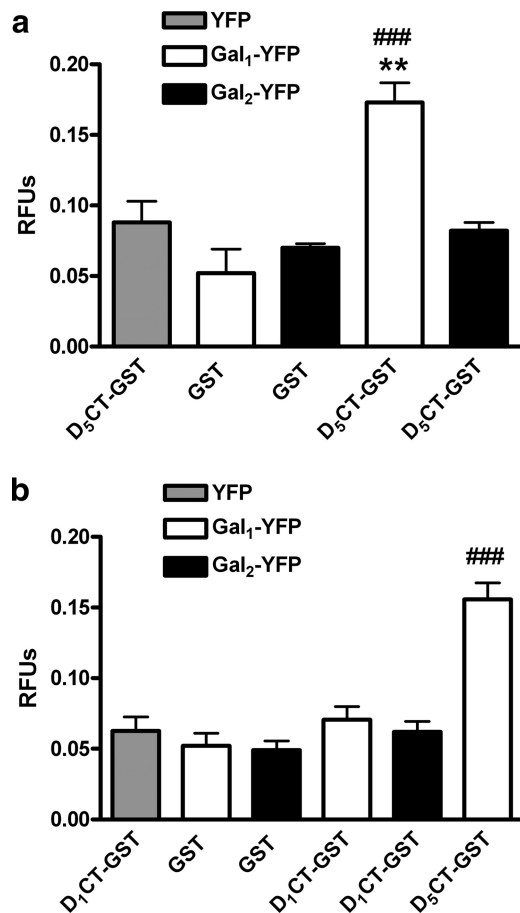 a
YFP
Gal₁-YFP
Gal₂-YFP
###
**
0.20
0.15
0.10
0.05
0.00
RFUs
D₅CT-GST
GST
GST
D₅CT-GST
D₅CT-GST
b
YFP
Gal₁-YFP
Gal₂-YFP
###
0.20
0.15
0.10
0.05
0.00
RFUs
D₁CT-GST
GST
GST
D₁CT-GST
D₁CT-GST
D₅CT-GST